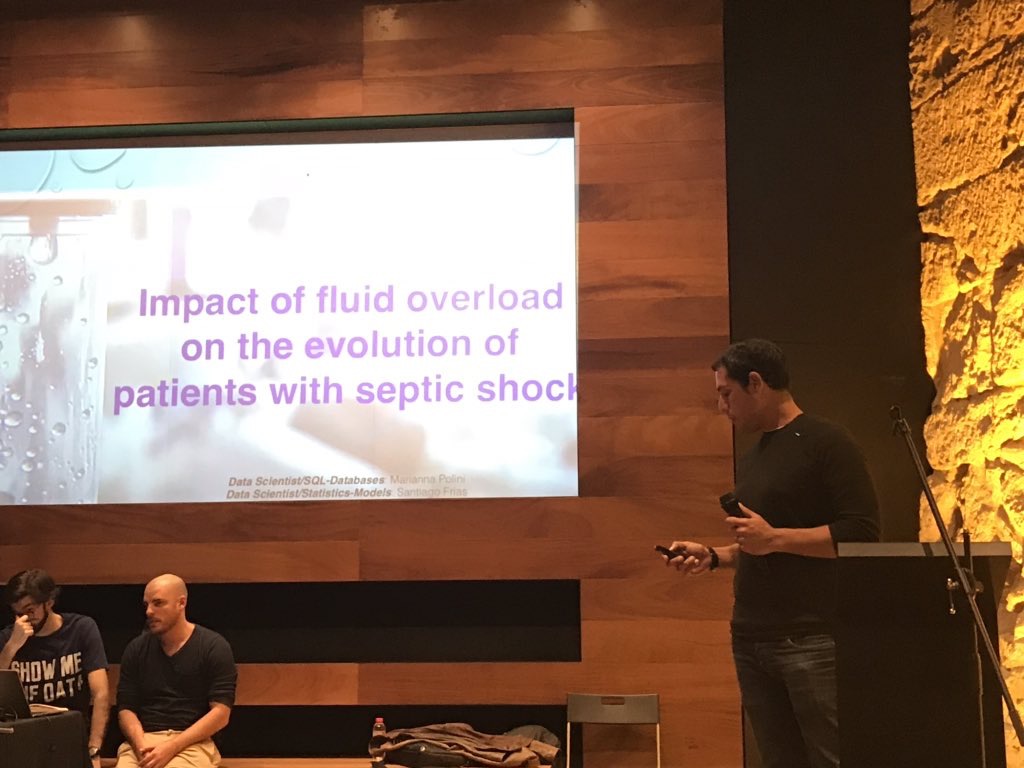 Impact of fluid overload
on the evolution of
patients with septic shock
Data Scientist/SQL-Databases: Marianna Polini
Data Scientist/Statistics-Models: Santiago Frias
SHOW ME
THE DATA